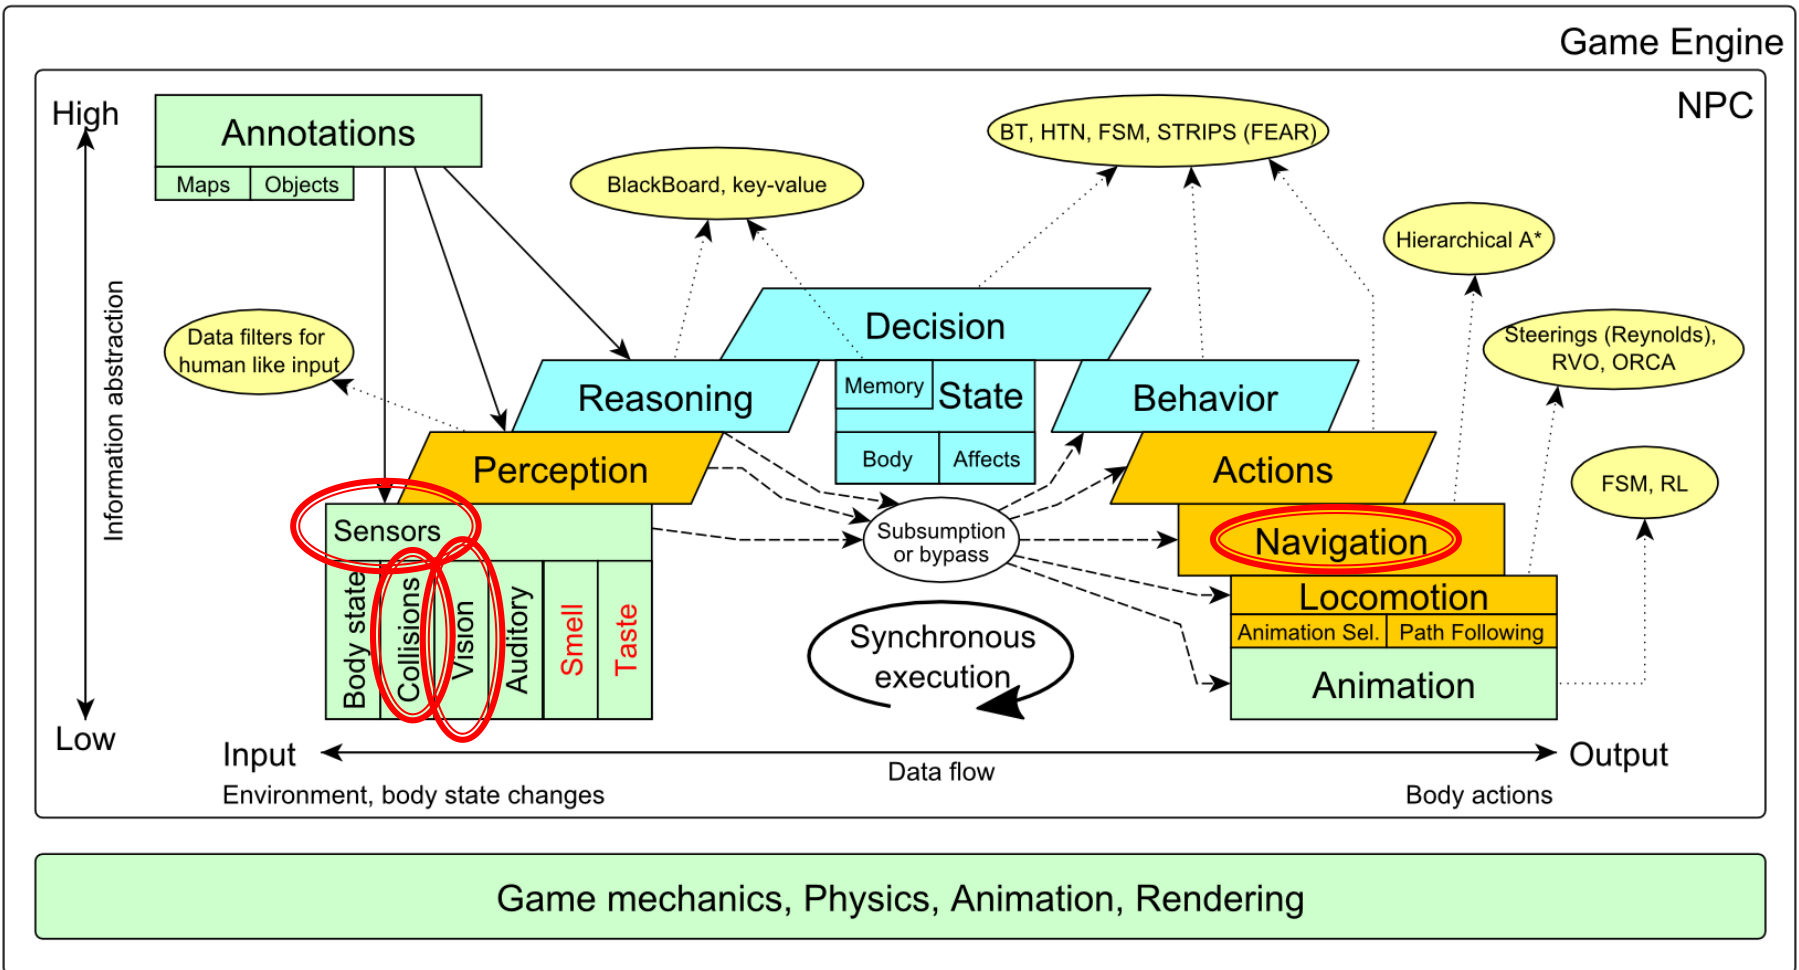 Game Engine
NPC
High
Annotations
Maps
Objects
BlackBoard, key-value
BT, HTN, FSM, STRIPS (FEAR)
Hierarchical A*
Information abstraction
Data filters for
human like input
Decision
Steerings (Reynolds),
RVO, ORCA
Reasoning
Memory
State
Behavior
Perception
Body
Affects
Actions
FSM, RL
Sensors
Subsumption
or bypass
Navigation
Body state
Collisions
Vision
Auditory
Smell
Taste
Locomotion
Animation Sel.
Path Following
Synchronous
execution
Animation
Low
Input
Data flow
Output
Environment, body state changes
Body actions
Game mechanics, Physics, Animation, Rendering